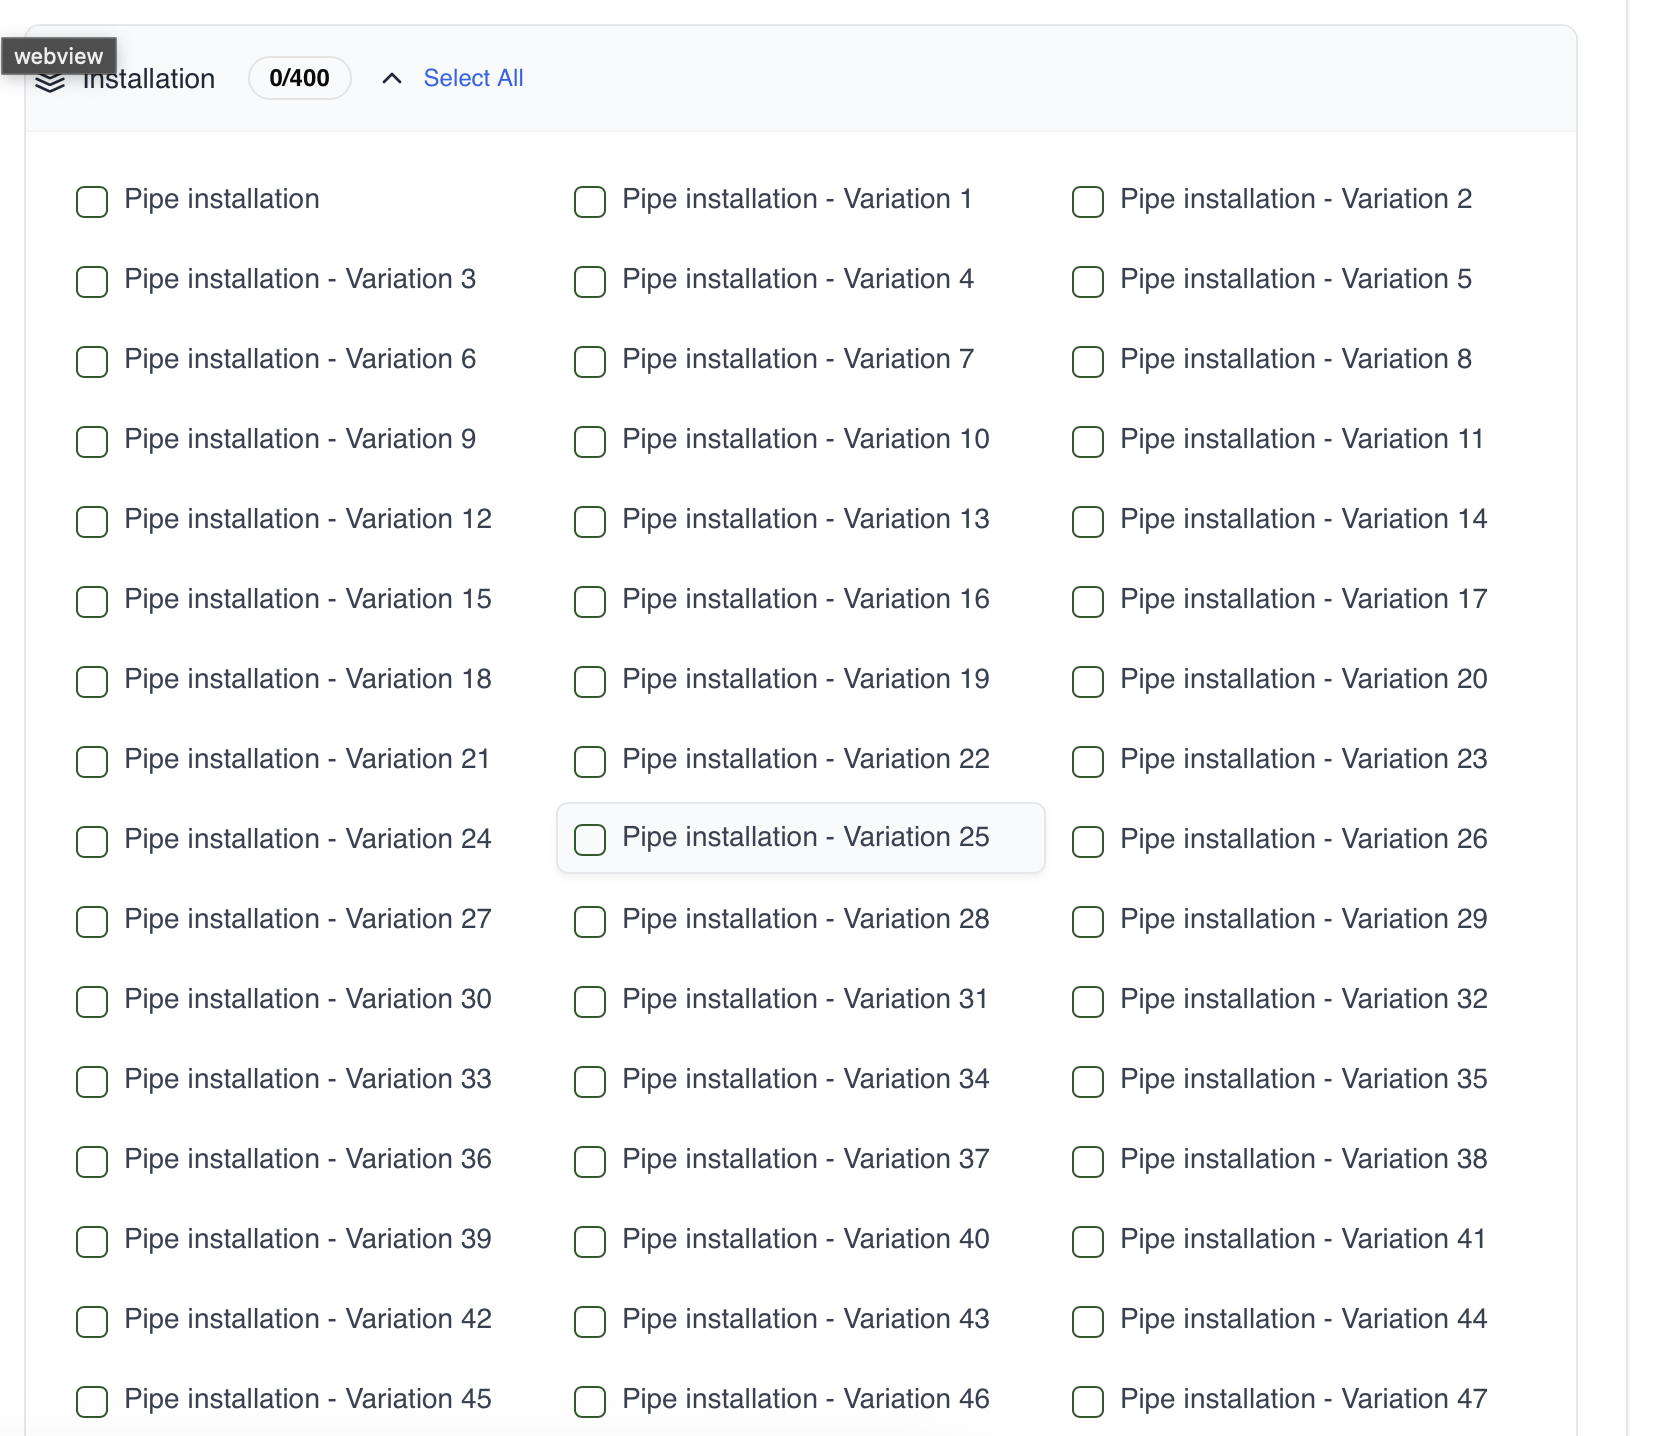 webview
Installation 0/400 Select All
Pipe installation Pipe installation - Variation 1 Pipe installation - Variation 2
Pipe installation - Variation 3 Pipe installation - Variation 4 Pipe installation - Variation 5
Pipe installation - Variation 6 Pipe installation - Variation 7 Pipe installation - Variation 8
Pipe installation - Variation 9 Pipe installation - Variation 10 Pipe installation - Variation 11
Pipe installation - Variation 12 Pipe installation - Variation 13 Pipe installation - Variation 14
Pipe installation - Variation 15 Pipe installation - Variation 16 Pipe installation - Variation 17
Pipe installation - Variation 18 Pipe installation - Variation 19 Pipe installation - Variation 20
Pipe installation - Variation 21 Pipe installation - Variation 22 Pipe installation - Variation 23
Pipe installation - Variation 24 Pipe installation - Variation 25 Pipe installation - Variation 26
Pipe installation - Variation 27 Pipe installation - Variation 28 Pipe installation - Variation 29
Pipe installation - Variation 30 Pipe installation - Variation 31 Pipe installation - Variation 32
Pipe installation - Variation 33 Pipe installation - Variation 34 Pipe installation - Variation 35
Pipe installation - Variation 36 Pipe installation - Variation 37 Pipe installation - Variation 38
Pipe installation - Variation 39 Pipe installation - Variation 40 Pipe installation - Variation 41
Pipe installation - Variation 42 Pipe installation - Variation 43 Pipe installation - Variation 44
Pipe installation - Variation 45 Pipe installation - Variation 46 Pipe installation - Variation 47